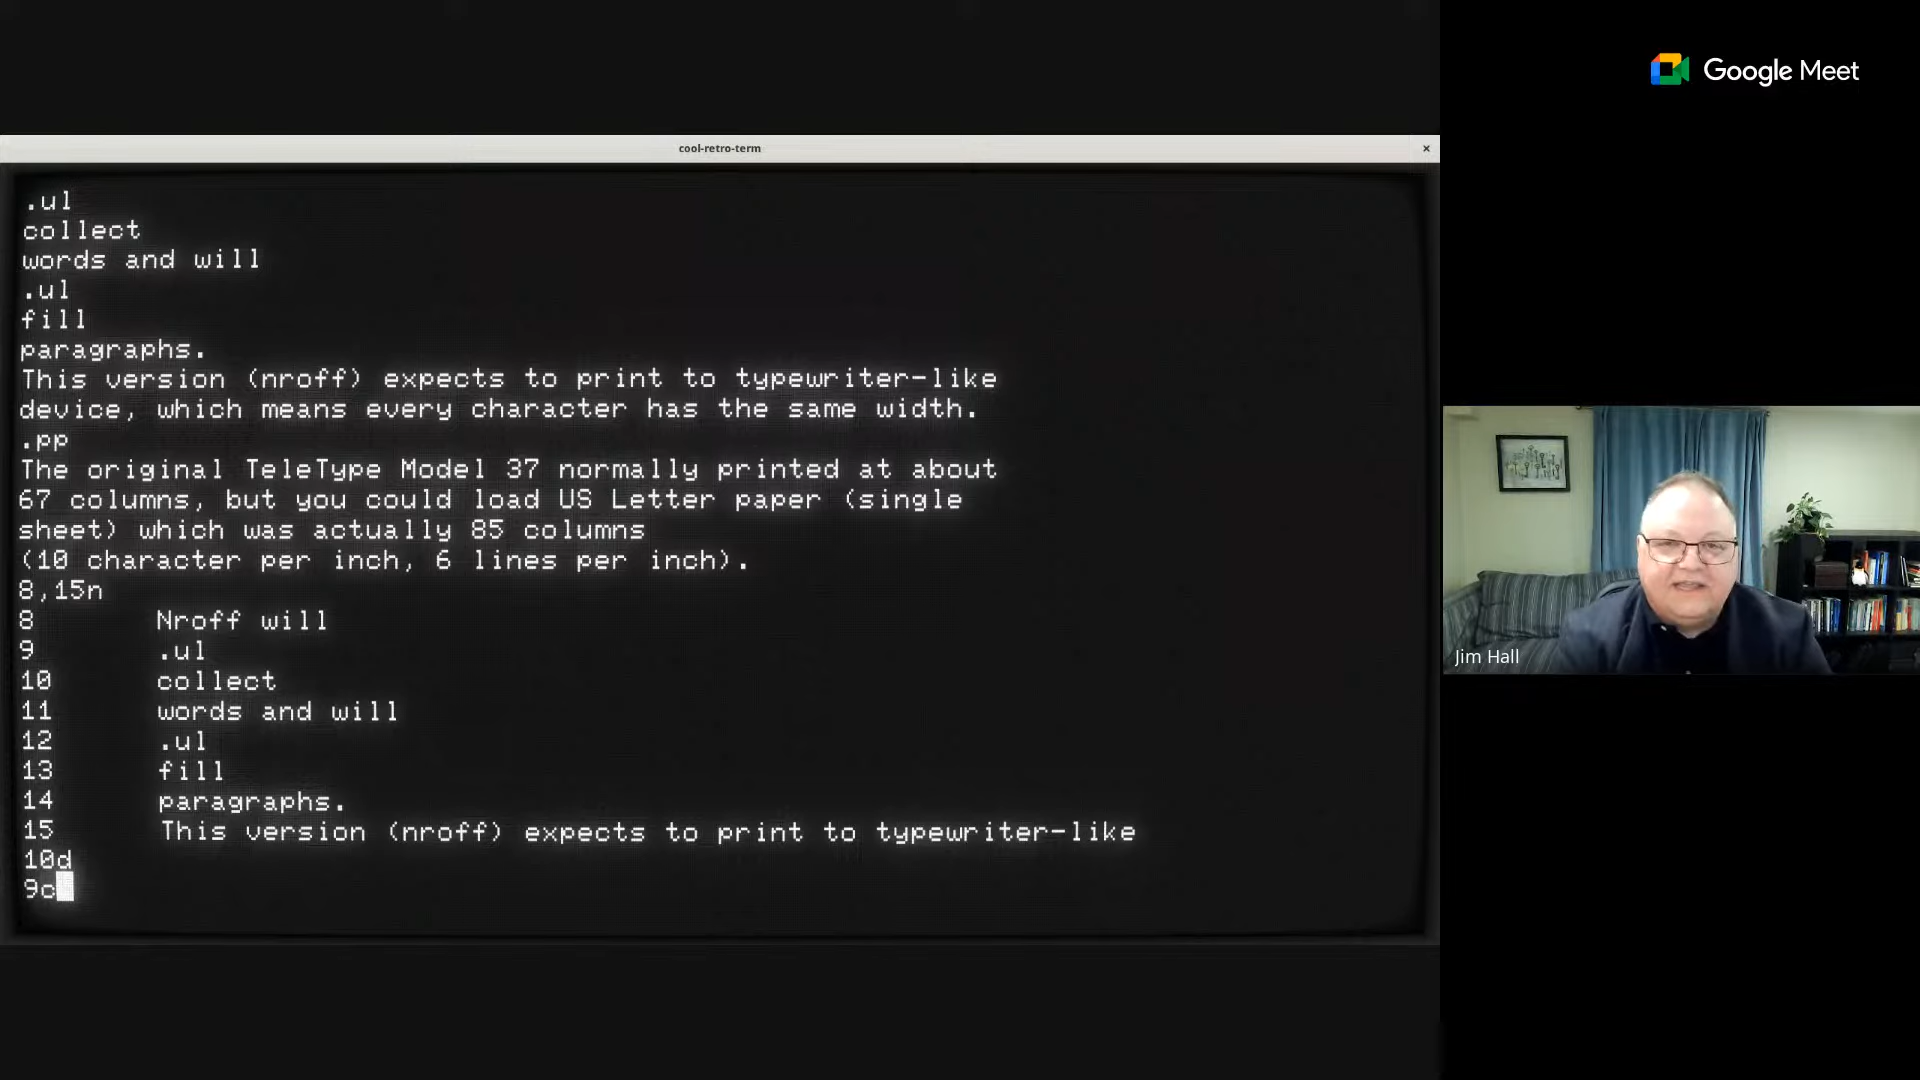 Google Meet
cool-retro-term ×
.ul
collect
words and will
.ul
fill
paragraphs.
This version (nroff) expects to print to typewriter-like
device, which means every character has the same width.
.pp
The original TeleType Model 37 normally printed at about
67 columns, but you could load US Letter paper (single
sheet) which was actually 85 columns
(10 character per inch, 6 lines per inch).
8,15n
8 Nroff will
9 .ul
10 collect
11 words and will
12 .ul
13 fill
14 paragraphs.
15 This version (nroff) expects to print to typewriter-like
10d
9c
Jim Hall